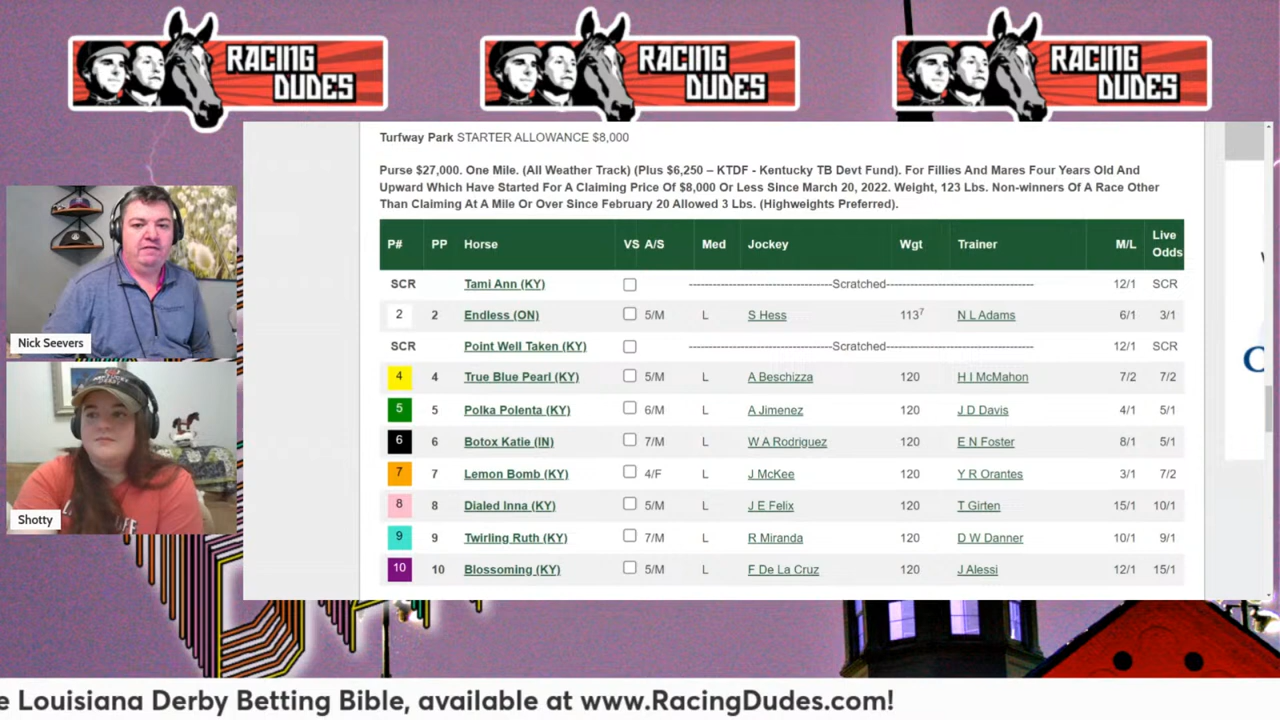 RACING
DUDES
RACING
DUDES
RACING
DUDES
Turfway Park STARTER ALLOWANCE $8,000
Purse $27,000. One Mile. (All Weather Track) (Plus $6,250 – KTDF - Kentucky TB Devt Fund). For Fillies And Mares Four Years Old And
Upward Which Have Started For A Claiming Price Of $8,000 Or Less Since March 20, 2022. Weight, 123 Lbs. Non-winners Of A Race Other
Than Claiming At A Mile Or Over Since February 20 Allowed 3 Lbs. (Highweights Preferred).
P# PP Horse VS A/S Med Jockey Wgt Trainer M/L Live Odds
SCR Tami Ann (KY) Scratched 12/1 SCR
2 2 Endless (ON) 5/M L S Hess 113⁷ N L Adams 6/1 3/1
SCR Point Well Taken (KY) Scratched 12/1 SCR
4 4 True Blue Pearl (KY) 5/M L A Beschizza 120 H I McMahon 7/2 7/2
5 5 Polka Polenta (KY) 6/M L A Jimenez 120 J D Davis 4/1 5/1
6 6 Botox Katie (IN) 7/M L W A Rodriguez 120 E N Foster 8/1 5/1
7 7 Lemon Bomb (KY) 4/F L J McKee 120 Y R Orantes 3/1 7/2
8 8 Dialed Inna (KY) 5/M L J E Felix 120 T Girten 15/1 10/1
9 9 Twirling Ruth (KY) 7/M L R Miranda 120 D W Danner 10/1 9/1
10 10 Blossoming (KY) 5/M L F De La Cruz 120 J Alessi 12/1 15/1
Nick Seevers
Shotty
e Louisiana Derby Betting Bible, available at www.RacingDudes.com!